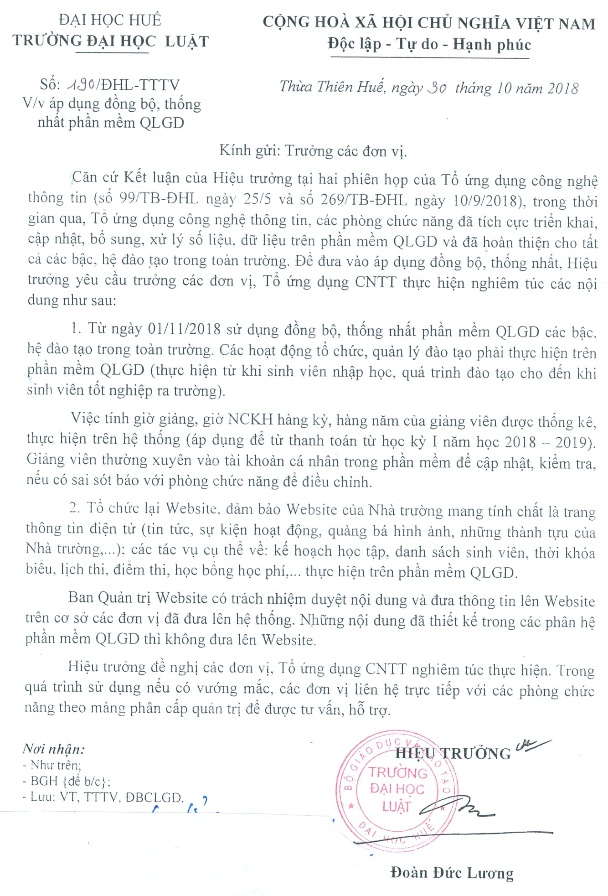 ĐẠI HỌC HUẾ
TRƯỜNG ĐẠI HỌC LUẬT
CỘNG HOÀ XÃ HỘI CHỦ NGHĨA VIỆT NAM
Độc lập - Tự do - Hạnh phúc
Số: 190/ĐHL-TTTV
V/v áp dụng đồng bộ, thống
nhất phần mềm QLGD
Thừa Thiên Huế, ngày 30 tháng 10 năm 2018
Kính gửi: Trưởng các đơn vị.
Căn cứ Kết luận của Hiệu trưởng tại hai phiên họp của Tổ ứng dụng công nghệ
thông tin (số 99/TB-ĐHL ngày 25/5 và số 269/TB-ĐHL ngày 10/9/2018), trong thời
gian qua, Tổ ứng dụng công nghệ thông tin, các phòng chức năng đã tích cực triển khai,
cập nhật, bổ sung, xử lý số liệu, dữ liệu trên phần mềm QLGD và đã hoàn thiện cho tất
cả các bậc, hệ đào tạo trong toàn trường. Để đưa vào áp dụng đồng bộ, thống nhất, Hiệu
trưởng yêu cầu trưởng các đơn vị, Tổ ứng dụng CNTT thực hiện nghiêm túc các nội
dung như sau:
1. Từ ngày 01/11/2018 sử dụng đồng bộ, thống nhất phần mềm QLGD các bậc,
hệ đào tạo trong toàn trường. Các hoạt động tổ chức, quản lý đào tạo phải thực hiện trên
phần mềm QLGD (thực hiện từ khi sinh viên nhập học, quá trình đào tạo cho đến khi
sinh viên tốt nghiệp ra trường).
Việc tính giờ giảng, giờ NCKH hàng kỳ, hàng năm của giảng viên được thống kê,
thực hiện trên hệ thống (áp dụng để từ thanh toán từ học kỳ I năm học 2018 – 2019).
Giảng viên thường xuyên vào tài khoản cá nhân trong phần mềm để cập nhật, kiểm tra,
nếu có sai sót báo với phòng chức năng để điều chỉnh.
2. Tổ chức lại Website, đảm bảo Website của Nhà trường mang tính chất là trang
thông tin điện tử (tin tức, sự kiện hoạt động, quảng bá hình ảnh, những thành tựu của
Nhà trường,...): các tác vụ cụ thể về: kế hoạch học tập, danh sách sinh viên, thời khóa
biểu, lịch thi, điểm thi, học bổng học phí,... thực hiện trên phần mềm QLGD.
Ban Quản trị Website có trách nhiệm duyệt nội dung và đưa thông tin lên Website
trên cơ sở các đơn vị đã đưa lên hệ thống. Những nội dung đã thiết kế trong các phân hệ
phần mềm QLGD thì không đưa lên Website.
Hiệu trưởng đề nghị các đơn vị, Tổ ứng dụng CNTT nghiêm túc thực hiện. Trong
quá trình sử dụng nếu có vướng mắc, các đơn vị liên hệ trực tiếp với các phòng chức
năng theo mảng phân cấp quản trị để được tư vấn, hỗ trợ.
Nơi nhận:
- Như trên;
- BGH {để b/c};
- Lưu: VT, TTTV, ĐBCLGD.
HIỆU TRƯỞNG
BỘ GIÁO DỤC VÀ ĐÀO TẠO
TRƯỜNG
ĐẠI HỌC
LUẬT
ĐẠI HỌC HUẾ
Đoàn Đức Lương